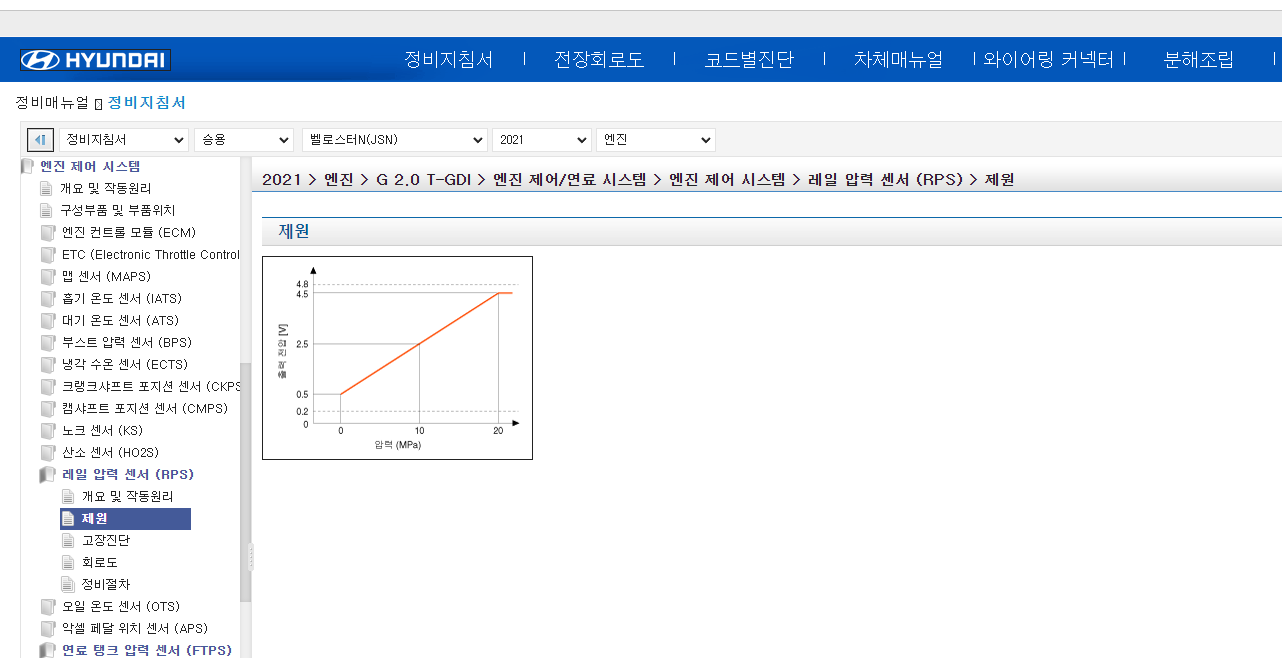 HYUNDAI
정비지침서 | 전장회로도 | 코드별진단 | 차체매뉴얼 | 와이어링 커넥터 | 분해조립 |
정비매뉴얼 ▯ 정비지침서
정비지침서 승용 벨로스터N(JSN) 2021 엔진
엔진 제어 시스템
개요 및 작동원리
구성부품 및 부품위치
엔진 컨트롤 모듈 (ECM)
ETC (Electronic Throttle Control
맵 센서 (MAPS)
흡기 온도 센서 (IATS)
대기 온도 센서 (ATS)
부스트 압력 센서 (BPS)
냉각 수온 센서 (ECTS)
크랭크샤프트 포지션 센서 (CKPS
캠샤프트 포지션 센서 (CMPS)
노크 센서 (KS)
산소 센서 (HO2S)
레일 압력 센서 (RPS)
개요 및 작동원리
제원
고장진단
회로도
정비절차
오일 온도 센서 (OTS)
악셀 페달 위치 센서 (APS)
연료 탱크 압력 센서 (FTPS)
2021 > 엔진 > G 2.0 T-GDI > 엔진 제어/연료 시스템 > 엔진 제어 시스템 > 레일 압력 센서 (RPS) > 제원
제원
4.8
4.5
2.5
0.5
0.2
0
출력 전압 [V]
0 10 20
압력 (MPa)